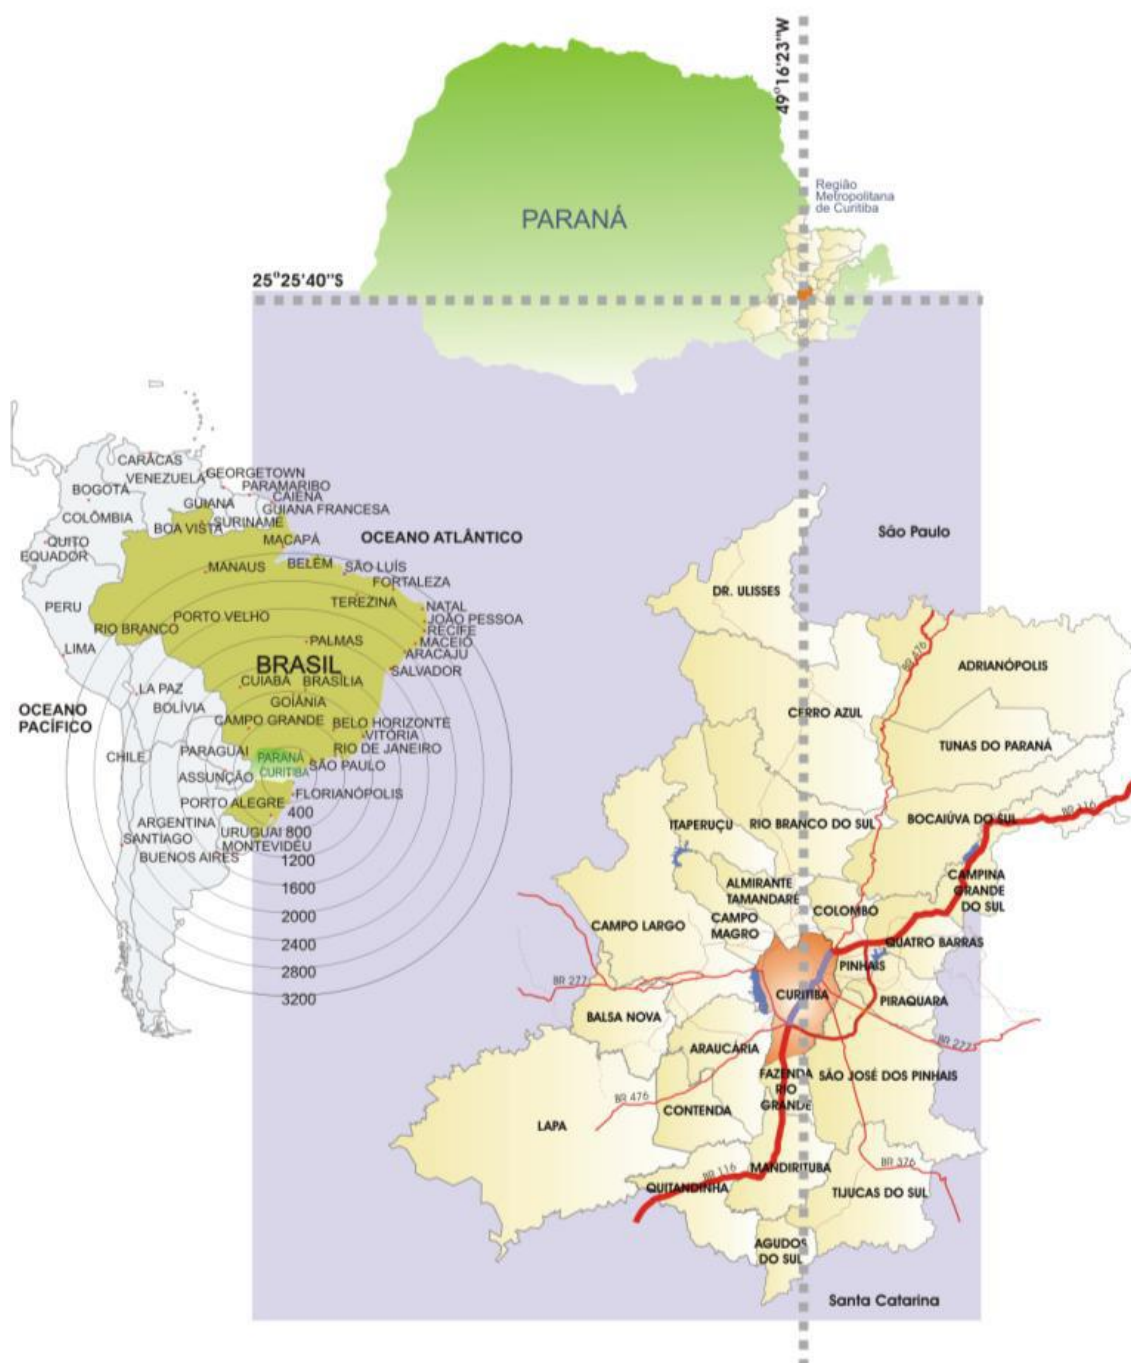 49°16'23"W
Região
Metropolitana
de Curitiba
PARANÁ
25°25'40"S
CARACAS
VENEZUELA
GEORGETOWN
PARAMARIBO
BOGOTÁ
CAIENA
GUIANA
GUIANA FRANCESA
COLÔMBIA
SURINAME
BOA VISTA
OCEANO ATLÂNTICO
QUITO
MACAPÁ
EQUADOR
BELÉM
SÃO LUÍS
MANAUS
FORTALEZA
TEREZINA
PERU
NATAL
PORTO VELHO
JOÃO PESSOA
RIO BRANCO
RECIFE
PALMAS
MACEIÓ
LIMA
ARACAJU
BRASIL
SALVADOR
CUIABÁ
BRASÍLIA
LA PAZ
OCEANO
PACÍFICO
BOLÍVIA
GOIÂNIA
CAMPO GRANDE
BELO HORIZONTE
VITÓRIA
CHILE
PARAGUAI
PARANÁ
RIO DE JANEIRO
ASSUNÇÃO
CURITIBA
SÃO PAULO
FLORIANÓPOLIS
PORTO ALEGRE
400
ARGENTINA
URUGUAI
800
SANTIAGO
MONTEVIDÉU
BUENOS AIRES
1200
1600
2000
2400
2800
3200
São Paulo
DR. ULISSES
BR 476
ADRIANÓPOLIS
CERRO AZUL
TUNAS DO PARANÁ
BR 116
ITAPERUÇU
RIO BRANCO DO SUL
BOCAIÚVA DO SUL
CAMPINA
GRANDE
DO SUL
ALMIRANTE
TAMANDARÉ
CAMPO LARGO
CAMPO
MAGRO
COLOMBO
QUATRO BARRAS
PINHAIS
BR 277
CURITIBA
PIRAQUARA
BALSA NOVA
ARAUCÁRIA
BR 277
FAZENDA
RIO
GRANDE
SÃO JOSÉ DOS PINHAIS
BR 476
CONTENDA
LAPA
BR 116
MANDIRITUBA
BR 376
QUITANDINHA
TIJUCAS DO SUL
AGUDOS
DO SUL
Santa Catarina